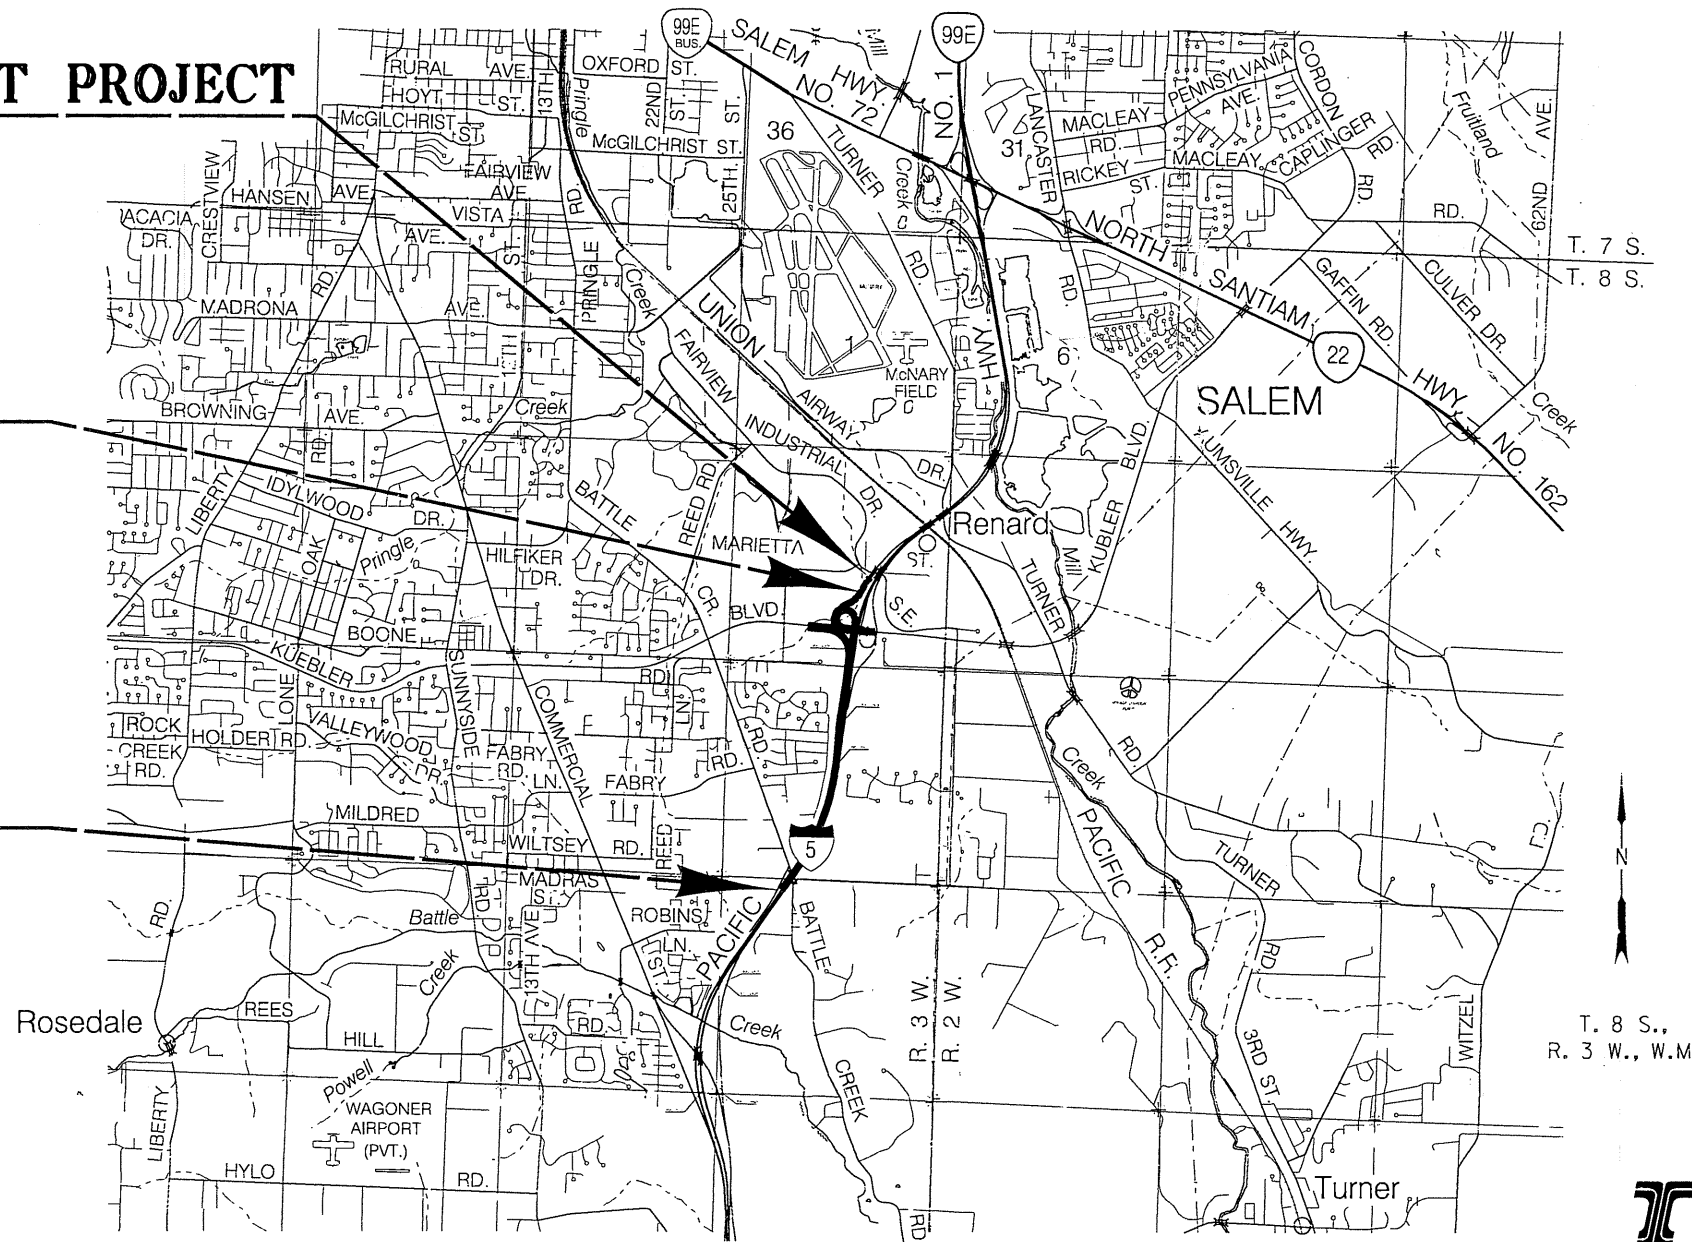 T PROJECT
99E
BUS.
SALEM
HWY.
NO. 72
99E
NO. 1
HWY.
Mill
Creek
RURAL AVE.
HOYT ST.
McGILCHRIST ST.
13TH
Pringle
OXFORD ST.
22ND ST.
ST.
McGILCHRIST ST.
25TH
36
TURNER
RD.
31
LANCASTER
MACLEAY
RD.
RICKEY
ST.
PENNSYLVANIA
AVE.
CORDON
RD.
MACLEAY
CAPLINGER
RD.
Fruitland
AVE.
62ND
RD.
CRESTVIEW
HANSEN AVE.
FAIRVIEW
AVE.
RD.
ACACIA
DR.
VISTA
AVE.
ST.
PRINGLE
Creek
NORTH
SANTIAM
22
HWY.
NO. 162
T. 7 S.
T. 8 S.
GAFFIN RD.
CULVER DR.
Creek
MADRONA
AVE.
RD.
UNION
FAIRVIEW
INDUSTRIAL
DR.
AIRWAY
DR.
1
McNARY
FIELD
6
RD.
SALEM
BROWNING
AVE.
Creek
13TH
LIBERTY
RD.
IDYLWOOD
DR.
OAK
Pringle
HILFIKER
DR.
BATTLE
CR.
REED RD.
MARIETTA
ST.
Renard
Mill
KUBLER BLVD.
UMSVILLE
HWY.
TURNER
S.E.
BLVD.
BOONE
KUEBLER
RD.
LONE
SUNNYSIDE
COMMERCIAL
LN.
RD.
ROCK
CREEK
RD.
HOLDER RD.
VALLEYWOOD
DR.
FABRY
RD.
LN.
FABRY
RD.
MILDRED
WILTSEY RD.
REED
5
MADRAS
ST.
RD.
13TH AVE
ROBINS
LN.
ST.
PACIFIC
BATTLE
CREEK
RD
RD.
Creek
PACIFIC
R.R.
TURNER
RD.
3RD ST.
WITZEL
N
Battle
Creek
RD.
Rosedale
REES
HILL
RD.
Creek
Powell
WAGONER
AIRPORT
(PVT.)
LIBERTY
HYLO
RD.
R. 3 W.
R. 2 W.
T. 8 S.,
R. 3 W., W.M
Turner